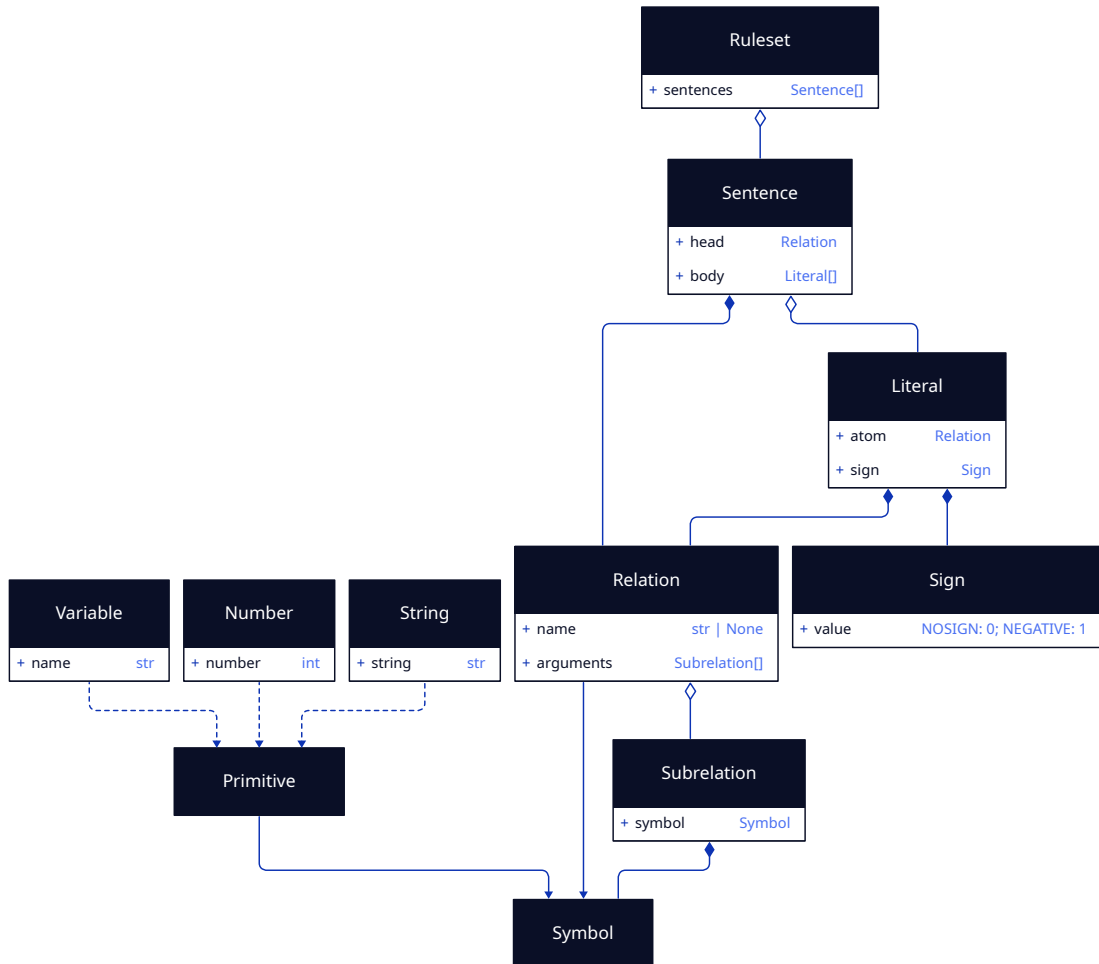 Ruleset
+ sentences Sentence[]
Sentence
+ head Relation
+ body Literal[]
Literal
+ atom Relation
+ sign Sign
Variable
+ name str
Number
+ number int
String
+ string str
Relation
+ name str | None
+ arguments Subrelation[]
Sign
+ value NOSIGN: 0; NEGATIVE: 1
Primitive
Subrelation
+ symbol Symbol
Symbol